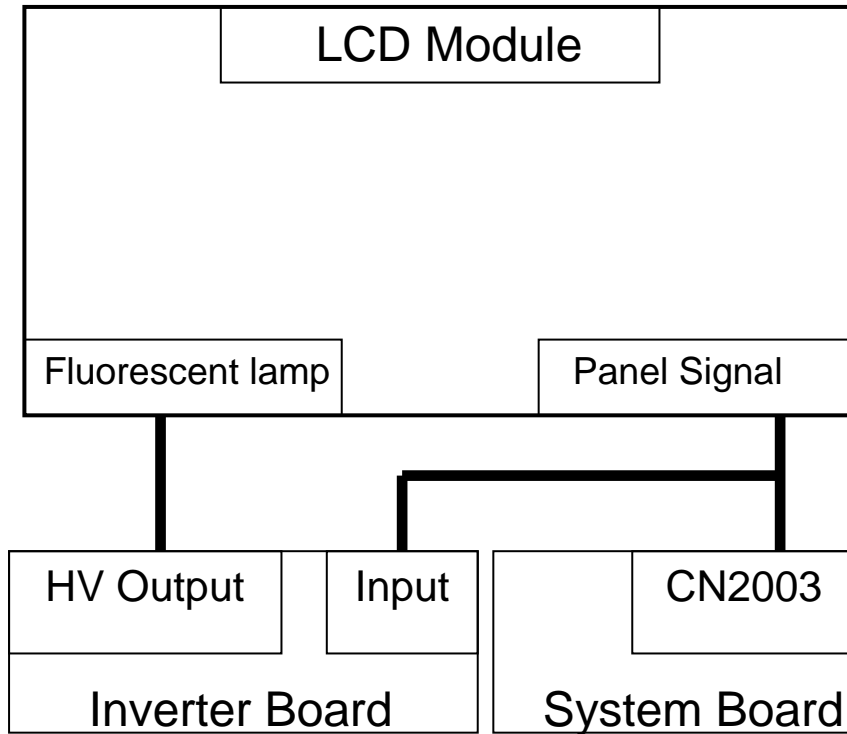 LCD Module
Fluorescent lamp
Panel Signal
HV Output
Input
CN2003
Inverter Board
System Board